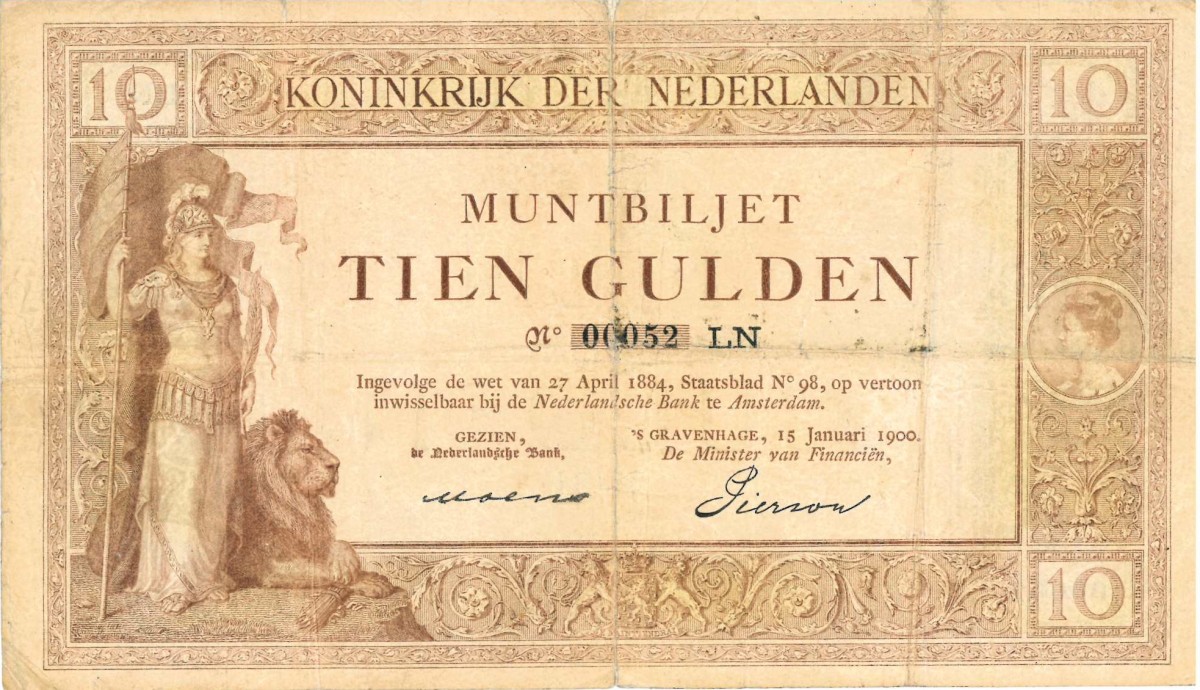 10 KONINKRIJK DER NEDERLANDEN 10
MUNTBILJET
TIEN GULDEN
Nº 00052 LN
Ingevolge de wet van 27 April 1884, Staatsblad Nº 98, op vertoon
inwisselbaar bij de Nederlandsche Bank te Amsterdam.
GEZIEN,
de Nederlandsche Bank,
'S GRAVENHAGE, 15 Januari 1900.
De Minister van Financiën,
Pierson
10